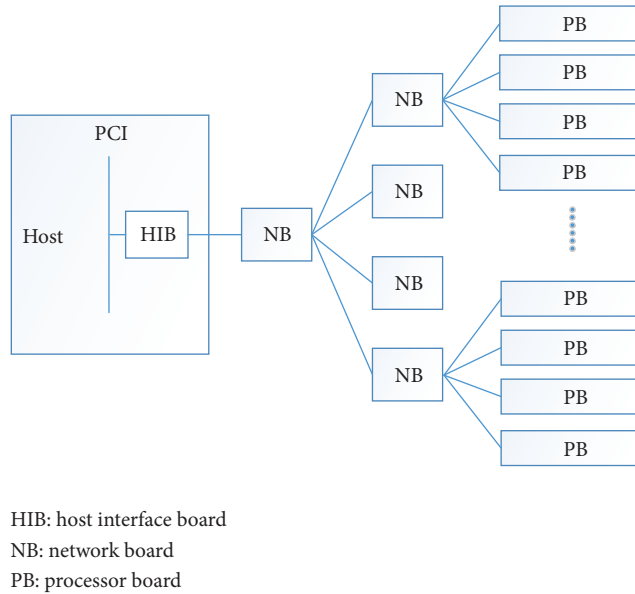 PCI
Host
HIB
NB
NB
NB
NB
NB
PB
PB
PB
PB
PB
PB
PB
PB
HIB: host interface board
NB: network board
PB: processor board